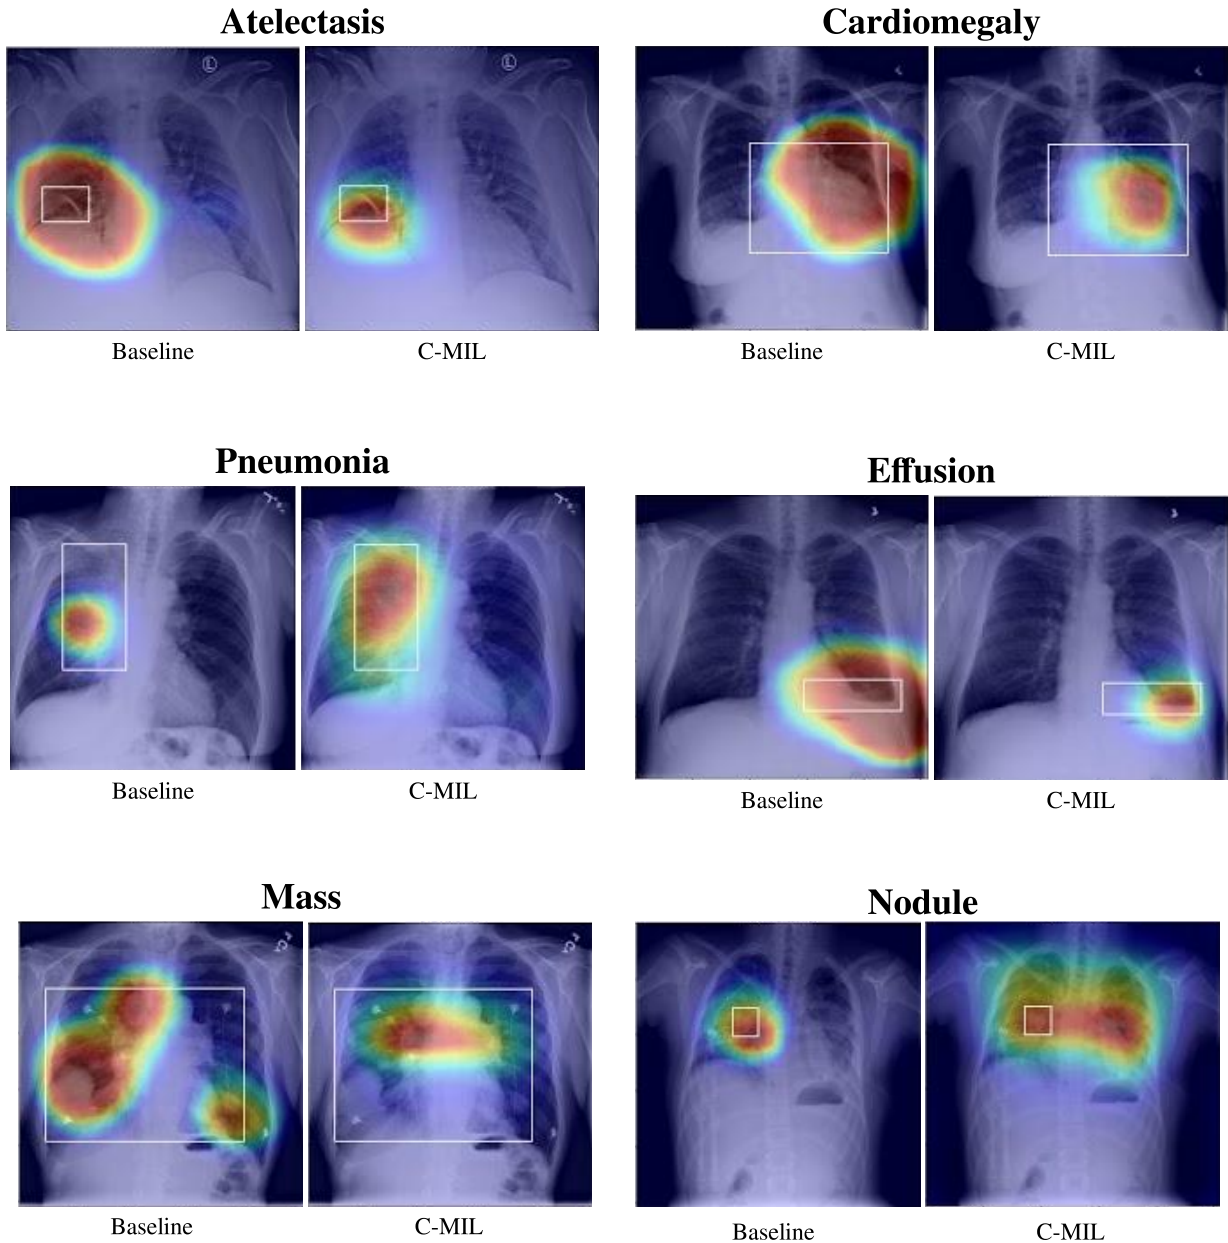 Atelectasis
Cardiomegaly
L
L
Baseline
C-MIL
Baseline
C-MIL
Pneumonia
Effusion
Baseline
C-MIL
Baseline
C-MIL
Mass
Nodule
Baseline
C-MIL
Baseline
C-MIL